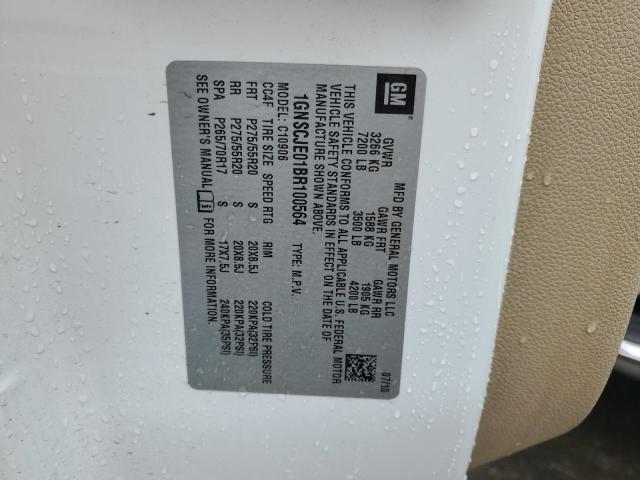 GM
MFD BY GENERAL MOTORS LLC 07/10
GVWR GAWR FRT GAWR RR
3266 KG 1588 KG 1905 KG
7200 LB 3500 LB 4200 LB
THIS VEHICLE CONFORMS TO ALL APPLICABLE U.S. FEDERAL MOTOR
VEHICLE SAFETY STANDARDS IN EFFECT ON THE DATE OF
MANUFACTURE SHOWN ABOVE.
1GNSCJE01BR100564 TYPE: M.P.V.
MODEL: C10906
CC4F TIRE SIZE SPEED RTG RIM COLD TIRE PRESSURE
FRT P275/55R20 S 20X8.5J 220KPA(32PSI)
RR P275/55R20 S 20X8.5J 220KPA(32PSI)
SPA P265/70R17 S 17X7.5J 240KPA(35PSI)
SEE OWNER'S MANUAL FOR MORE INFORMATION